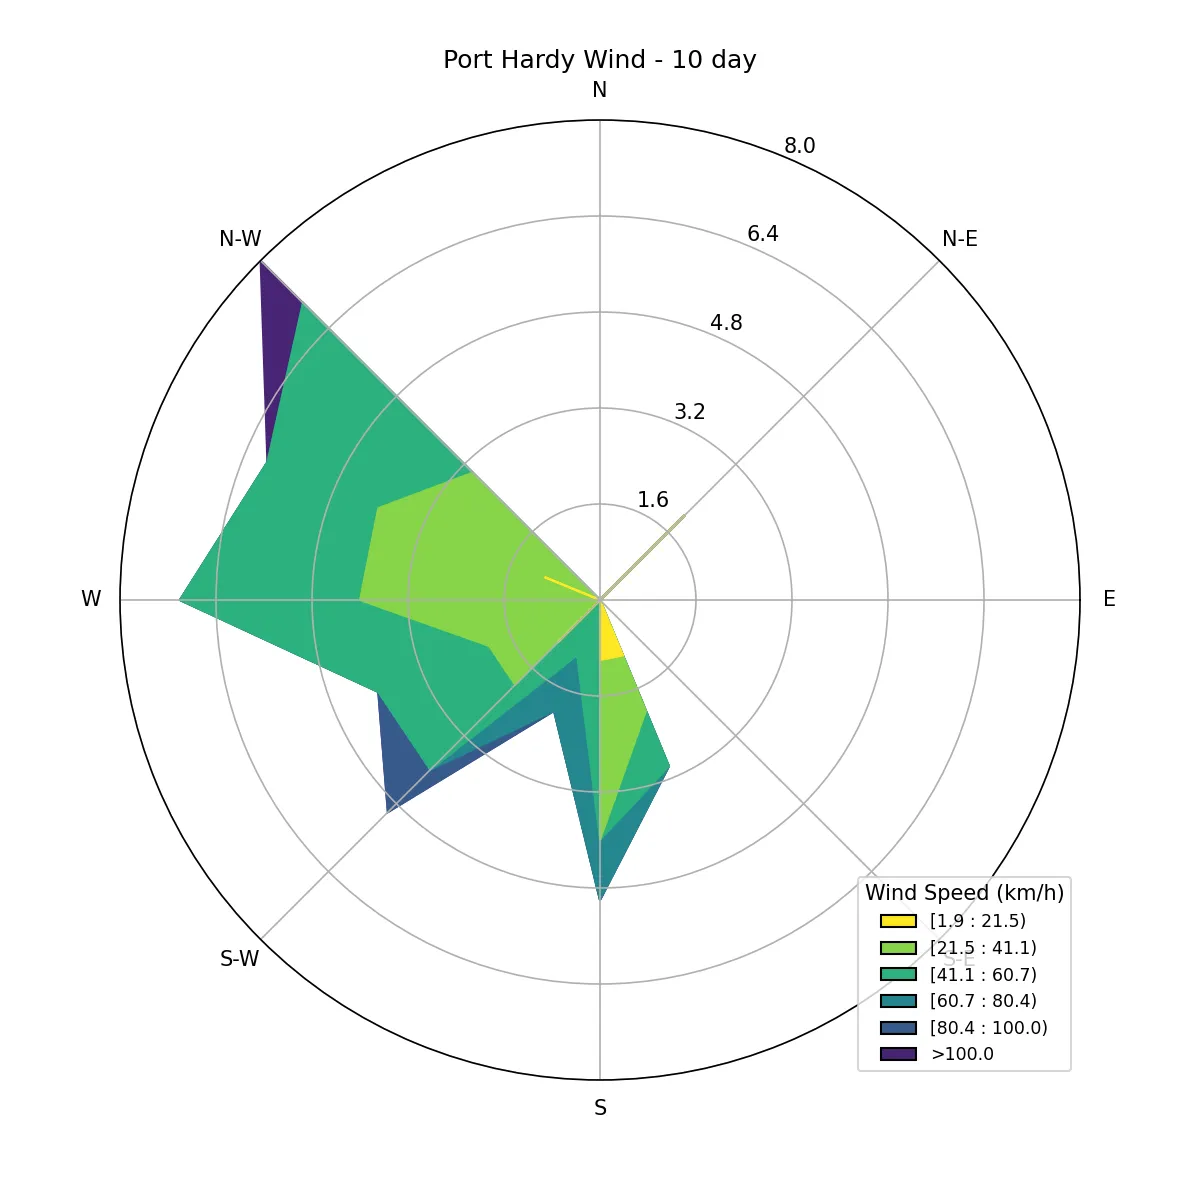 Port Hardy Wind - 10 day
N
8.0
N-W
N-E
6.4
4.8
3.2
1.6
W
E
Wind Speed (km/h)
[1.9 : 21.5)
[21.5 : 41.1)
S-W
S-E
[41.1 : 60.7)
[60.7 : 80.4)
[80.4 : 100.0)
>100.0
S